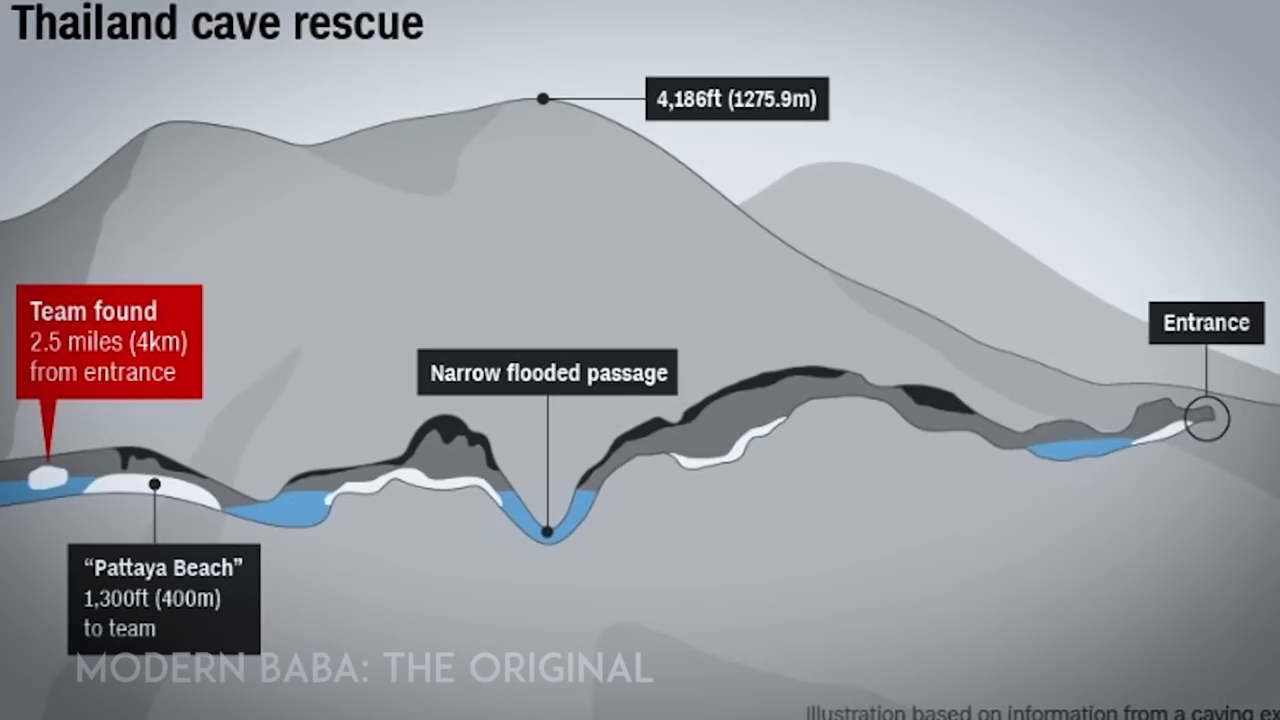 Thailand cave rescue
4,186ft (1275.9m)
Team found
2.5 miles (4km)
from entrance
Entrance
Narrow flooded passage
“Pattaya Beach”
1,300ft (400m)
to team
MODERN BABA: THE ORIGINAL
Illustration based on information from a caving